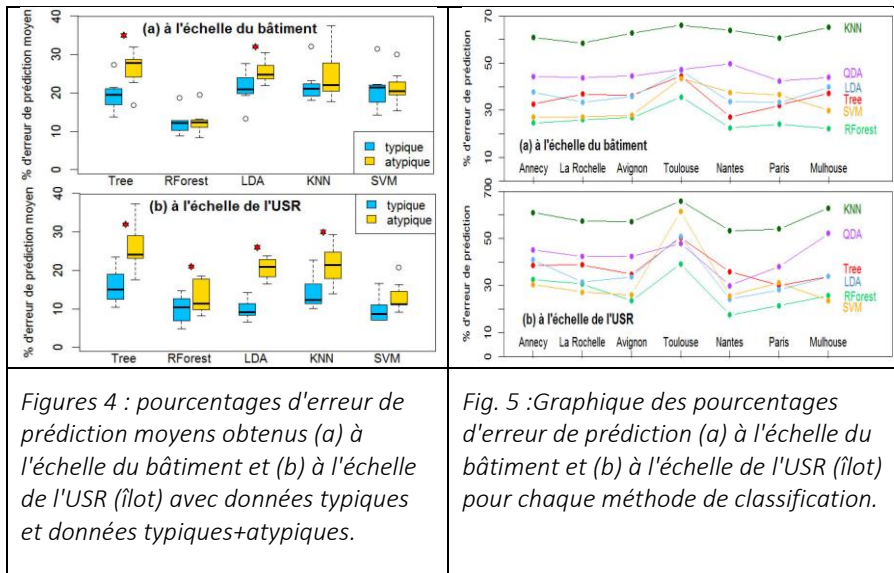 (a) à l'échelle du bâtiment
% d'erreur de prédiction moyen
40
30
20
10
0
typique
atypique
Tree RForest LDA KNN SVM
(b) à l'échelle de l'USR
% d'erreur de prédiction moyen
40
30
20
10
0
typique
atypique
Tree RForest LDA KNN SVM
% d'erreur de prédiction
70
50
30
10
0
KNN
QDA
LDA
Tree
SVM
RForest
(a) à l'échelle du bâtiment
Annecy La Rochelle Avignon Toulouse Nantes Paris Mulhouse
% d'erreur de prédiction
70
50
30
10
0
KNN
QDA
Tree
LDA
RForest
SVM
(b) à l'échelle de l'USR
Annecy La Rochelle Avignon Toulouse Nantes Paris Mulhouse
Figures 4 : pourcentages d'erreur de
prédiction moyens obtenus (a) à
l'échelle du bâtiment et (b) à l'échelle
de l'USR (îlot) avec données typiques
et données typiques+atypiques.
Fig. 5 :Graphique des pourcentages
d'erreur de prédiction (a) à l'échelle du
bâtiment et (b) à l'échelle de l'USR (îlot)
pour chaque méthode de classification.